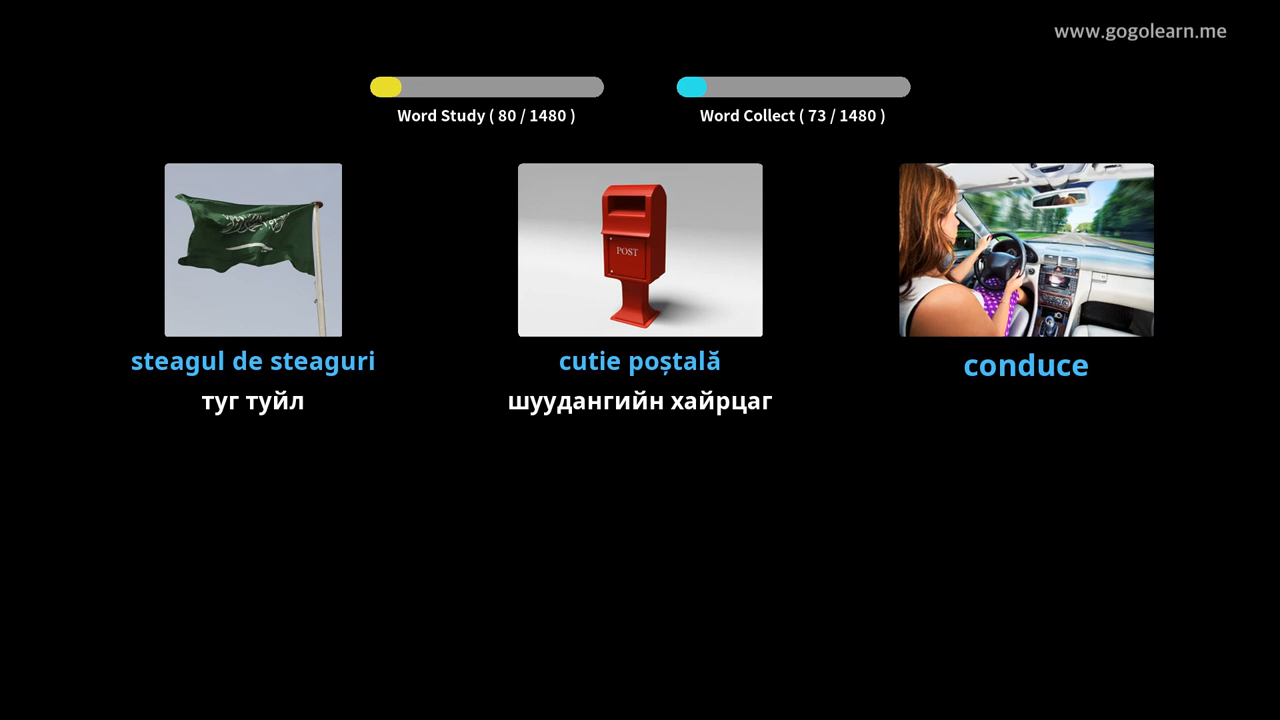 www.gogolearn.me
Word Study ( 80 / 1480 )
Word Collect ( 73 / 1480 )
POST
steagul de steaguri
cutie poștală
conduce
туг туйл
шуудангийн хайрцаг